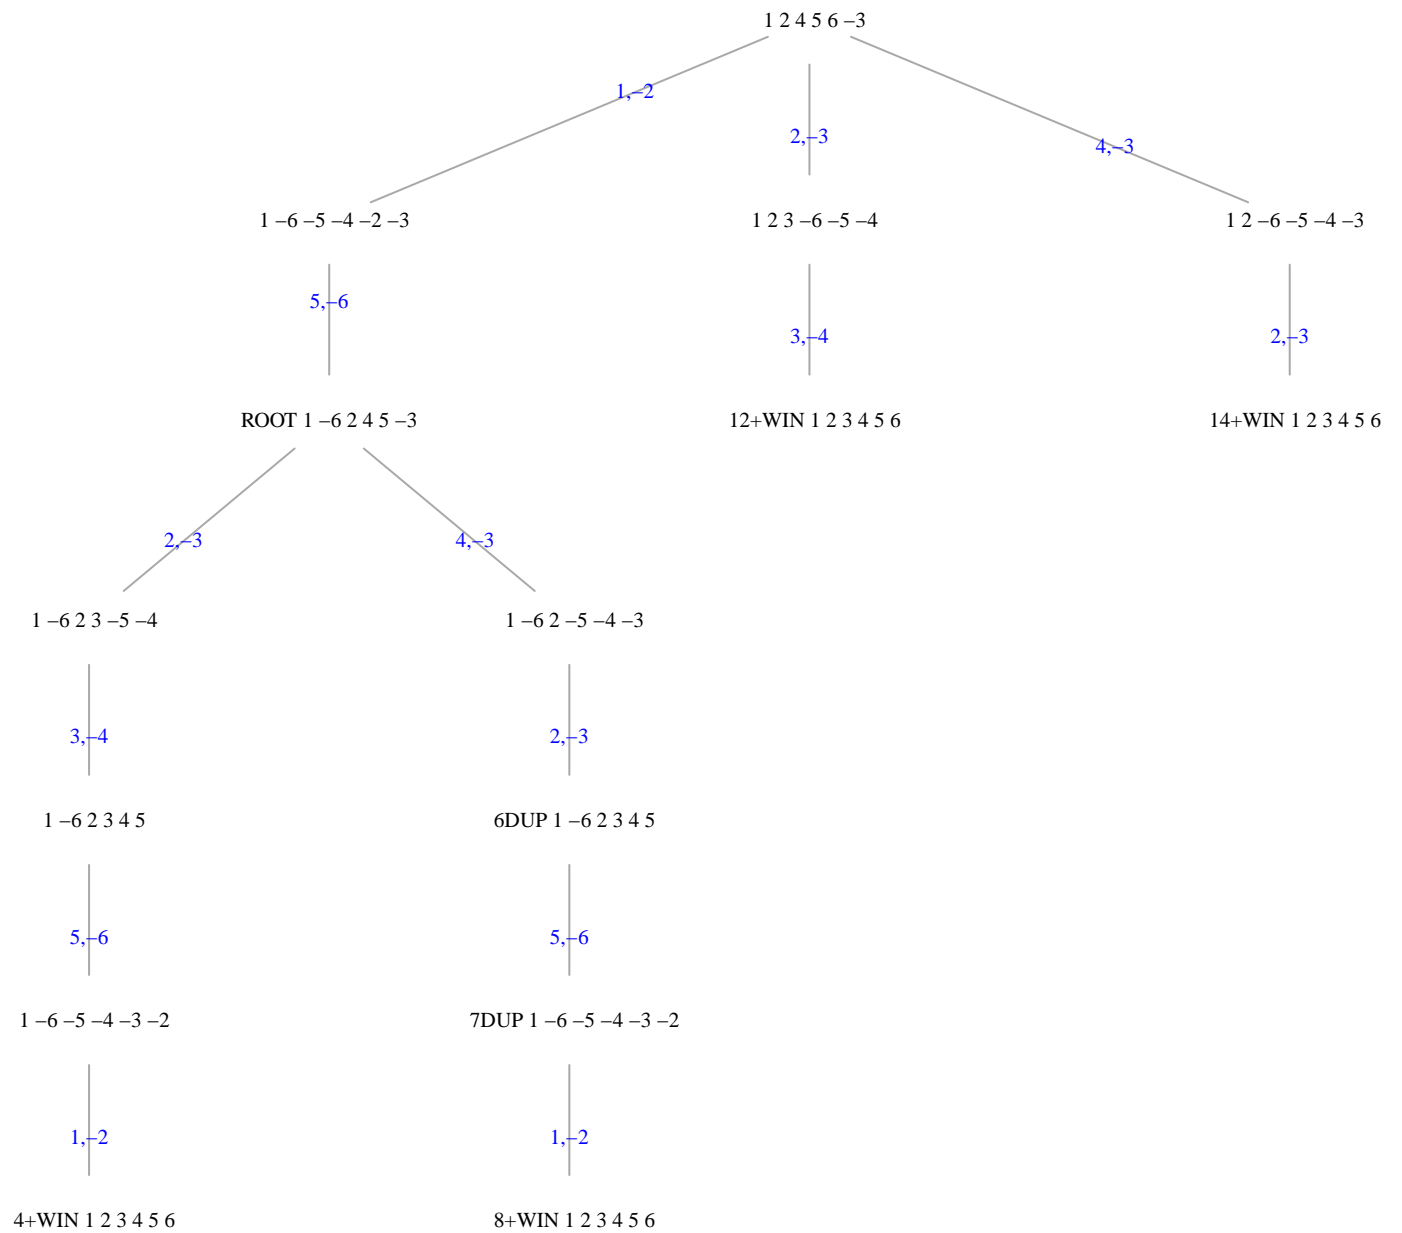 1 2 4 5 6 –3
1,–2
2,–3
4,–3
1 –6 –5 –4 –2 –3
1 2 3 –6 –5 –4
1 2 –6 –5 –4 –3
5,–6
3,–4
2,–3
ROOT 1 –6 2 4 5 –3
12+WIN 1 2 3 4 5 6
14+WIN 1 2 3 4 5 6
2,–3
4,–3
1 –6 2 3 –5 –4
1 –6 2 –5 –4 –3
3,–4
2,–3
1 –6 2 3 4 5
6DUP 1 –6 2 3 4 5
5,–6
5,–6
1 –6 –5 –4 –3 –2
7DUP 1 –6 –5 –4 –3 –2
1,–2
1,–2
4+WIN 1 2 3 4 5 6
8+WIN 1 2 3 4 5 6